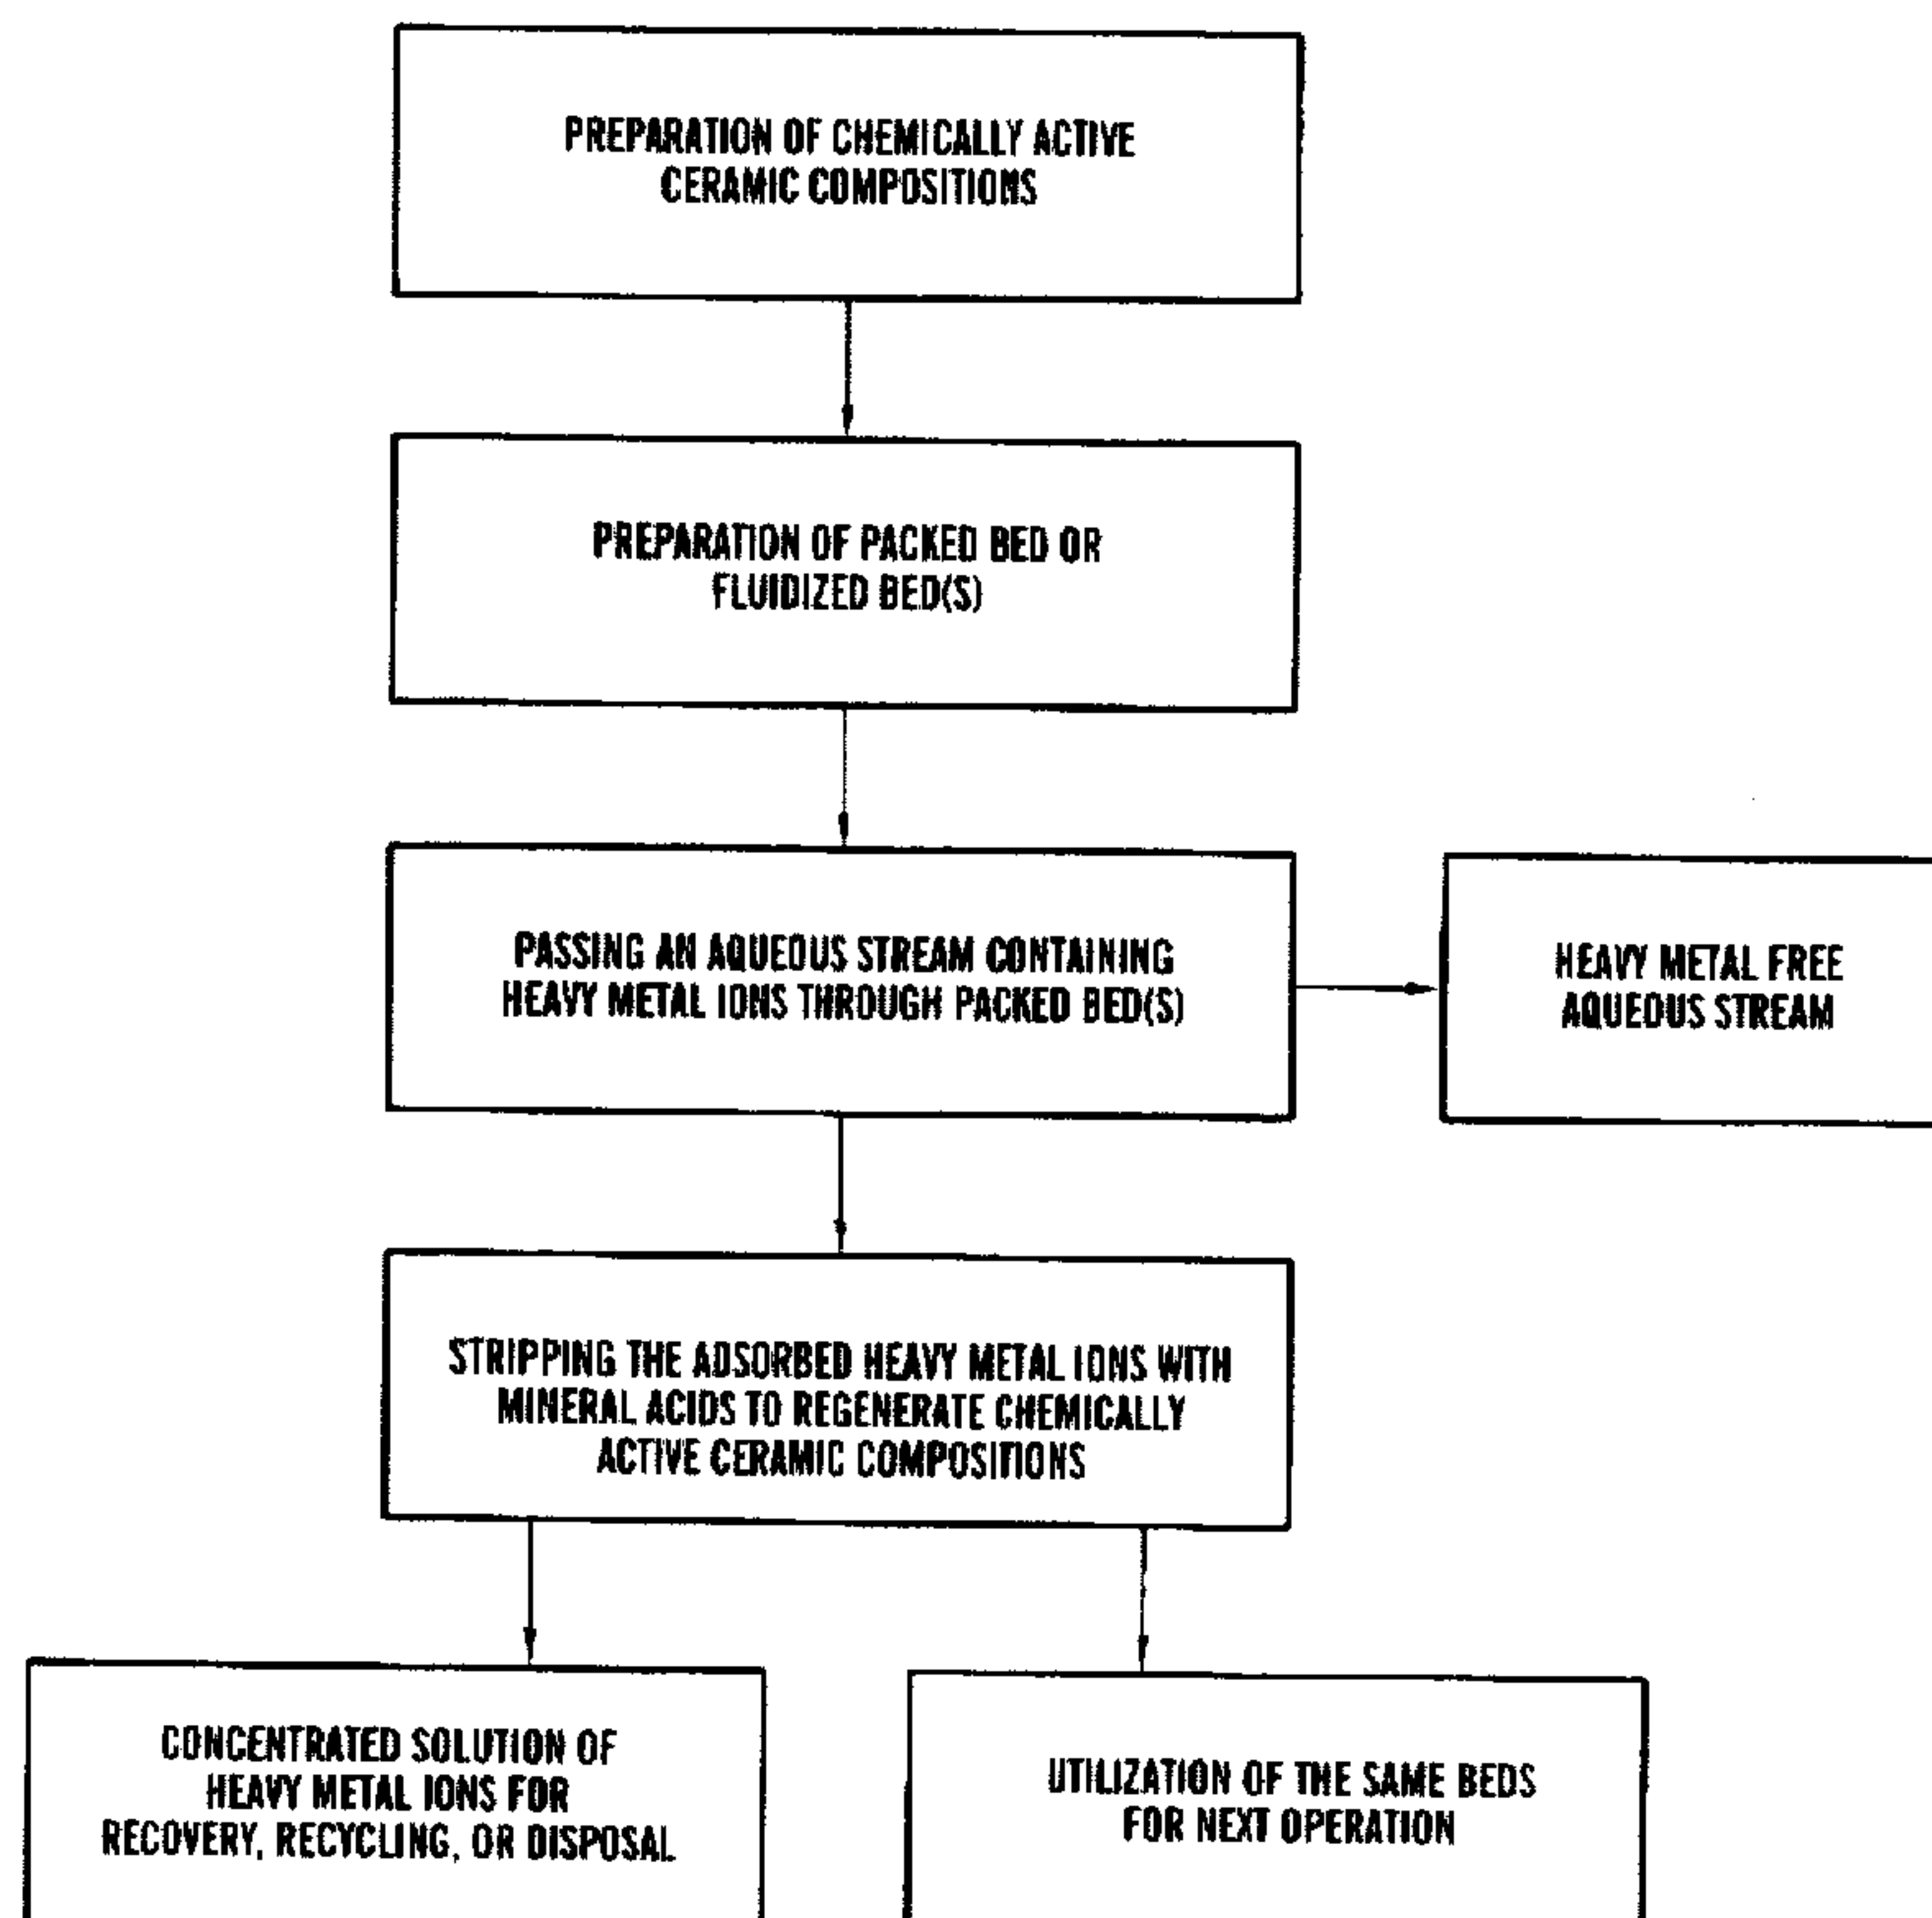 PREPARATION OF CHEMICALLY ACTIVE
CERAMIC COMPOSITIONS
PREPARATION OF PACKED BED OR
FLUIDIZED BED(S)
PASSING AN AQUEOUS STREAM CONTAINING
HEAVY METAL IONS THROUGH PACKED BED(S)
HEAVY METAL FREE
AQUEOUS STREAM
STRIPPING THE ADSORBED HEAVY METAL IONS WITH
MINERAL ACIDS TO REGENERATE CHEMICALLY
ACTIVE CERAMIC COMPOSITIONS
CONCENTRATED SOLUTION OF
HEAVY METAL IONS FOR
RECOVERY, RECYCLING, OR DISPOSAL
UTILIZATION OF THE SAME BEDS
FOR NEXT OPERATION